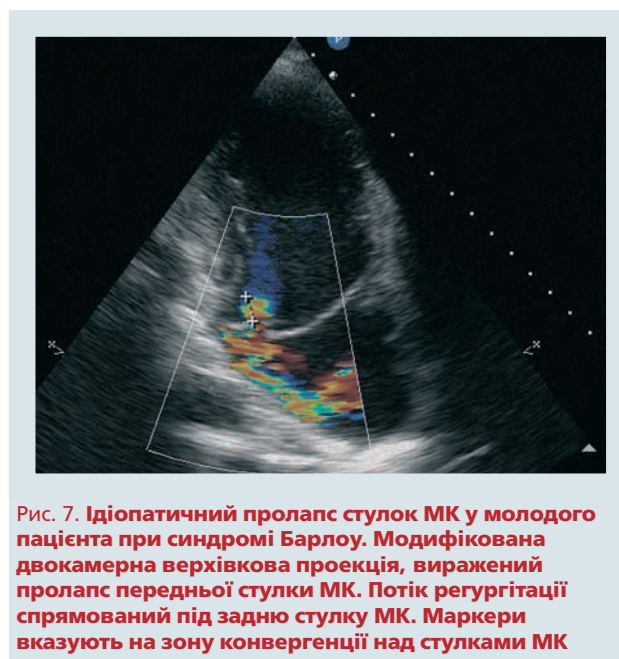 Рис. 7. Ідіопатичний пролапс стулок МК у молодого
пацієнта при синдромі Барлоу. Модифікована
двокамерна верхівкова проекція, виражений
пролапс передньої стулки МК. Потік регургітації
спрямований під задню стулку МК. Маркери
вказують на зону конвергенції над стулками МК